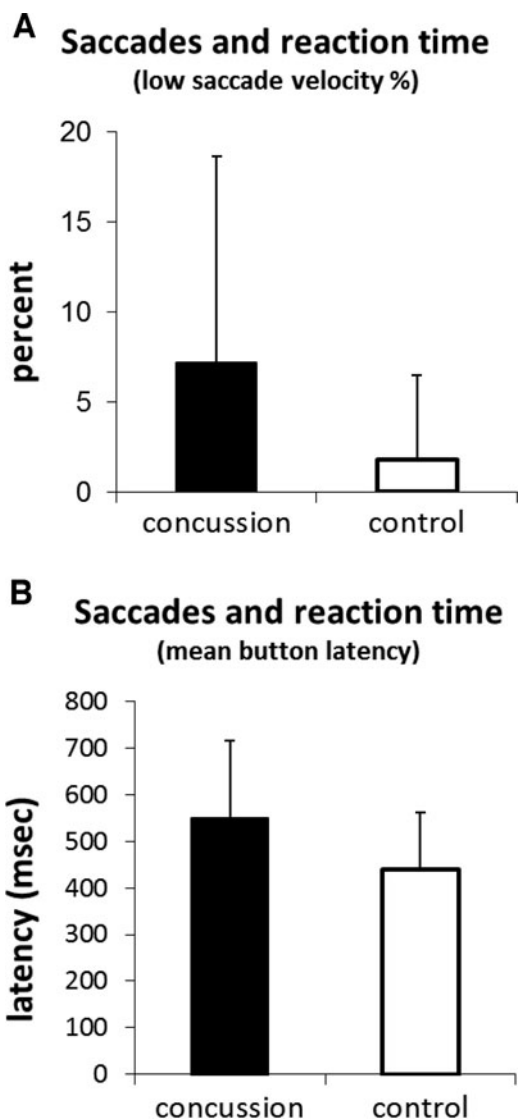 A
Saccades and reaction time
(low saccade velocity %)
percent
20
15
10
5
0
concussion control
B
Saccades and reaction time
(mean button latency)
latency (msec)
800
700
600
500
400
300
200
100
0
concussion control